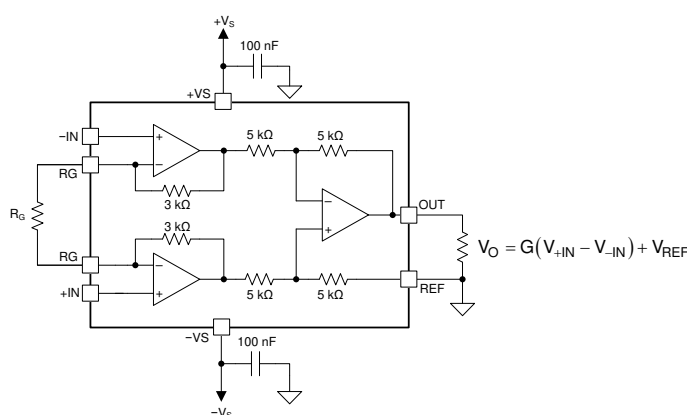 +Vs
100 nF
+VS
−IN
5 kΩ
5 kΩ
+
−
RG
3 kΩ
OUT
RG
−
+
VO = G(V+IN − V−IN) + VREF
3 kΩ
RG
−
+
+IN
5 kΩ
5 kΩ
REF
−VS
100 nF
−Vs